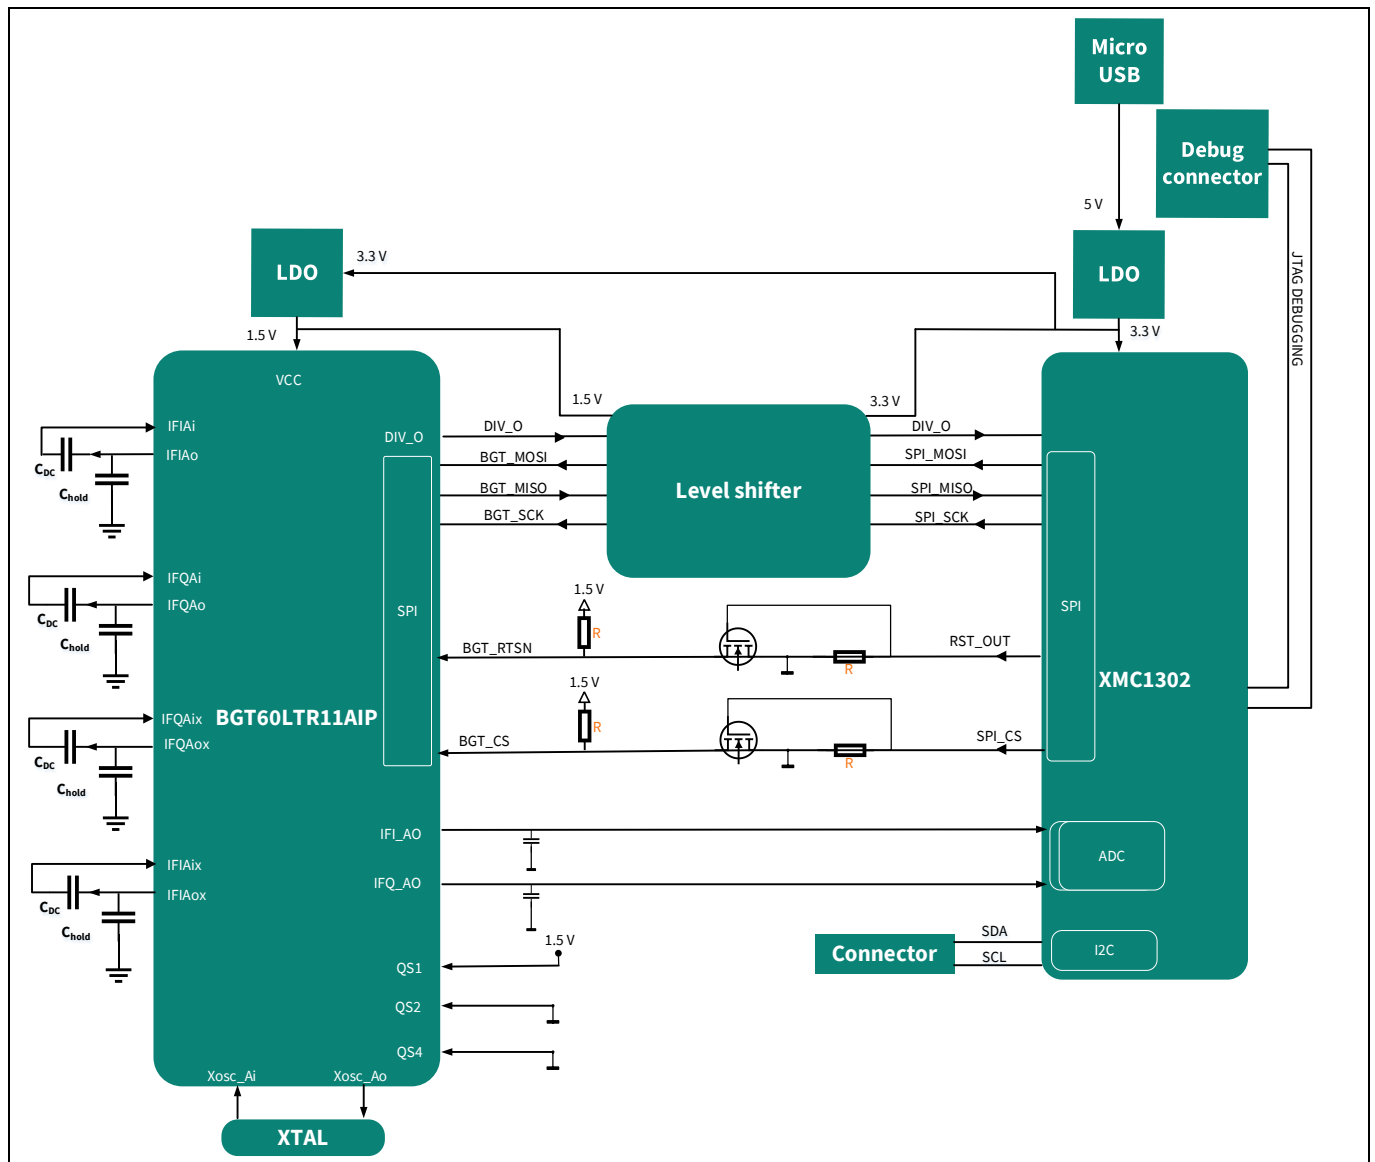 Micro
USB
Debug
connector
5 V
LDO
3.3 V
LDO
JTAG DEBUGGING
1.5 V
3.3 V
VCC
1.5 V
3.3 V
IFIAi
DIV_O
DIV_O
DIV_O
IFIAo
BGT_MOSI
SPI_MOSI
CDC
Chold
BGT_MISO
Level shifter
SPI_MISO
BGT_SCK
SPI_SCK
IFQAi
1.5 V
IFQAo
SPI
SPI
CDC
Chold
R
BGT_RTSN
RST_OUT
R
1.5 V
XMC1302
IFQAix
BGT60LTR11AIP
R
IFQAox
BGT_CS
SPI_CS
CDC
R
Chold
IFI_AO
ADC
IFIAix
IFQ_AO
IFIAox
CDC
Chold
1.5 V
SDA
Connector
I2C
SCL
QS1
QS2
QS4
Xosc_Ai
Xosc_Ao
XTAL